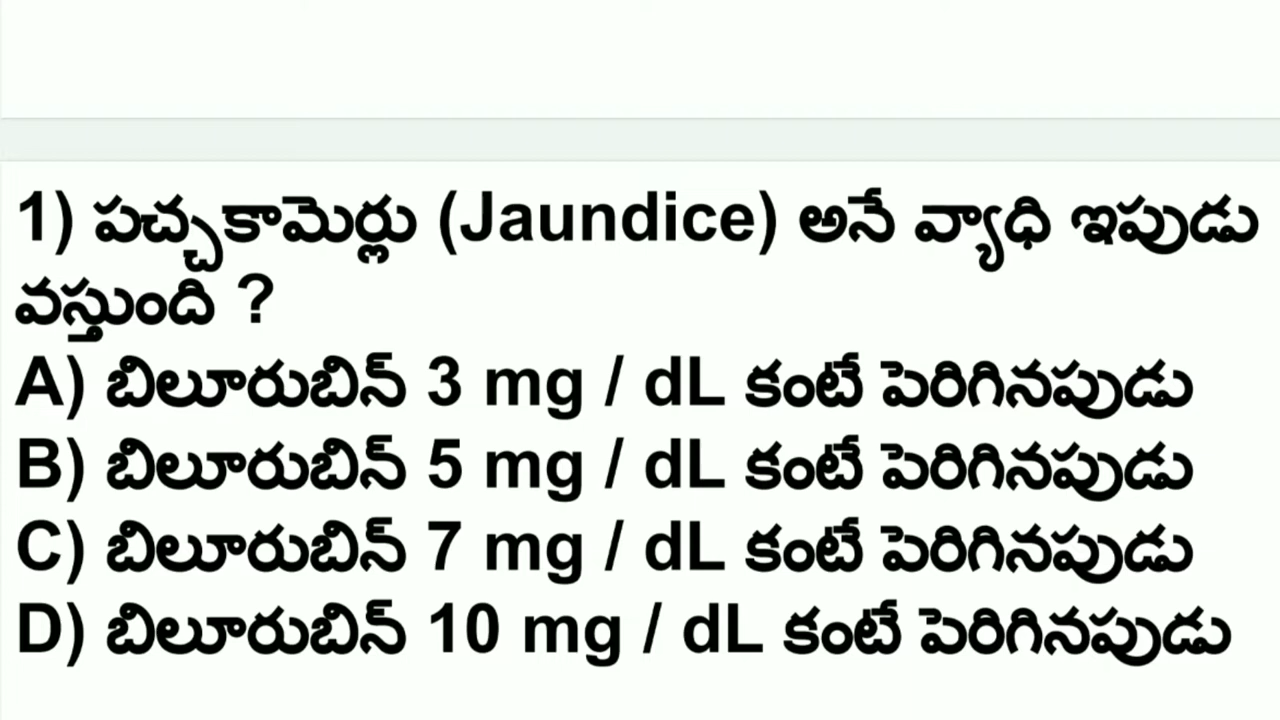 1) పచ్చకామెర్లు (Jaundice) అనే వ్యాధి ఇపుడు
వస్తుంది ?
A) బిలూరుబిన్ 3 mg / dL కంటే పెరిగినపుడు
B) బిలూరుబిన్ 5 mg / dL కంటే పెరిగినపుడు
C) బిలూరుబిన్ 7 mg / dL కంటే పెరిగినపుడు
D) బిలూరుబిన్ 10 mg / dL కంటే పెరిగినపుడు